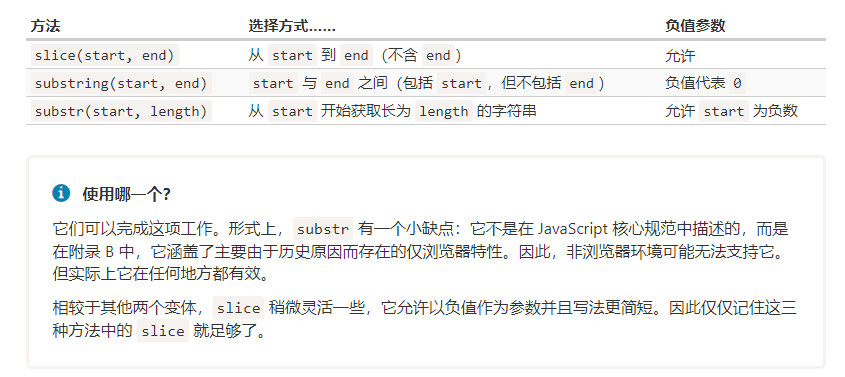 方法 选择方式…… 负值参数
slice(start, end) 从 start 到 end (不含 end) 允许
substring(start, end) start 与 end 之间 (包括 start, 但不包括 end) 负值代表 0
substr(start, length) 从 start 开始获取长为 length 的字符串 允许 start 为负数
使用哪一个?
它们可以完成这项工作。形式上，substr 有一个小缺点：它不是在 JavaScript 核心规范中描述的，而是
在附录 B 中，它涵盖了主要由于历史原因而存在的仅浏览器特性。因此，非浏览器环境可能无法支持它。
但实际上它在任何地方都有效。
相较于其他两个变体，slice 稍微灵活一些，它允许以负值作为参数并且写法更简短。因此仅仅记住这三
种方法中的 slice 就足够了。